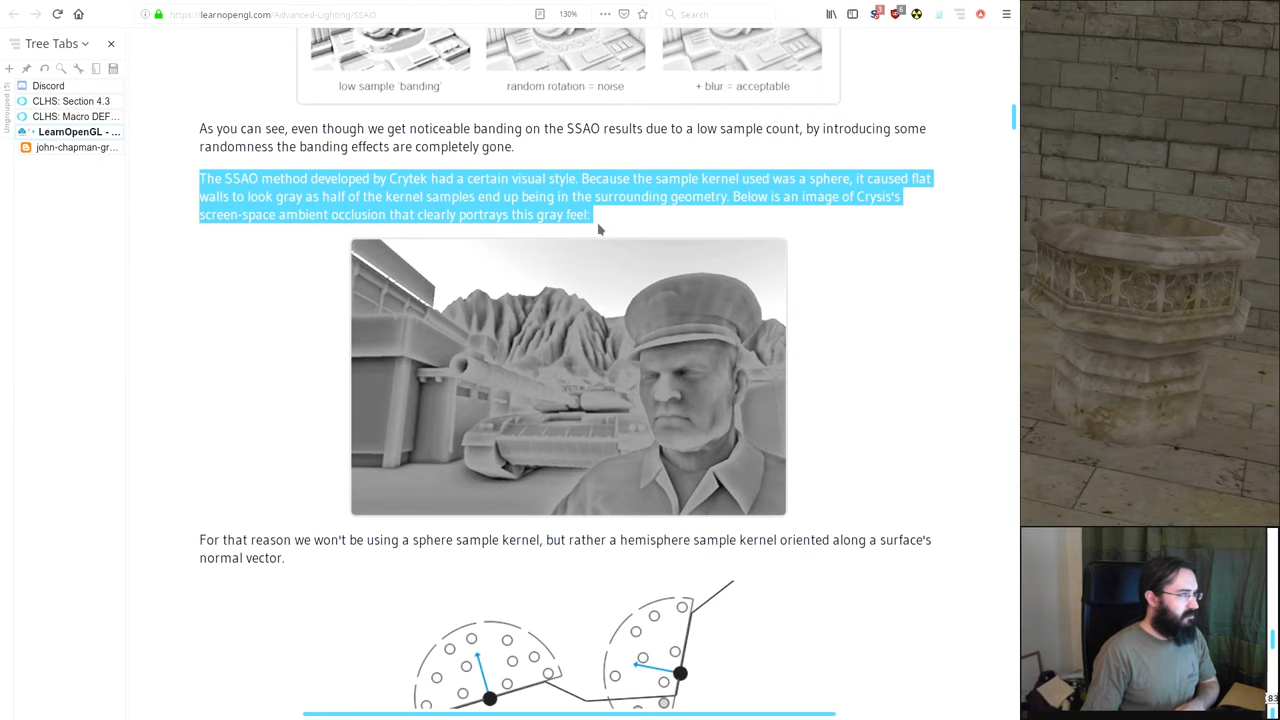 https://learnopengl.com/Advanced-Lighting/SSAO
130%
Search
3
6
Tree Tabs
Ungrouped (5)
Discord
CLHS: Section 4.3
CLHS: Macro DEF...
LearnOpenGL - ...
john-chapman-gr...
low sample 'banding'
random rotation = noise
+ blur = acceptable
As you can see, even though we get noticeable banding on the SSAO results due to a low sample count, by introducing some
randomness the banding effects are completely gone.
The SSAO method developed by Crytek had a certain visual style. Because the sample kernel used was a sphere, it caused flat
walls to look gray as half of the kernel samples end up being in the surrounding geometry. Below is an image of Crysis's
screen-space ambient occlusion that clearly portrays this gray feel:
For that reason we won't be using a sphere sample kernel, but rather a hemisphere sample kernel oriented along a surface's
normal vector.
83